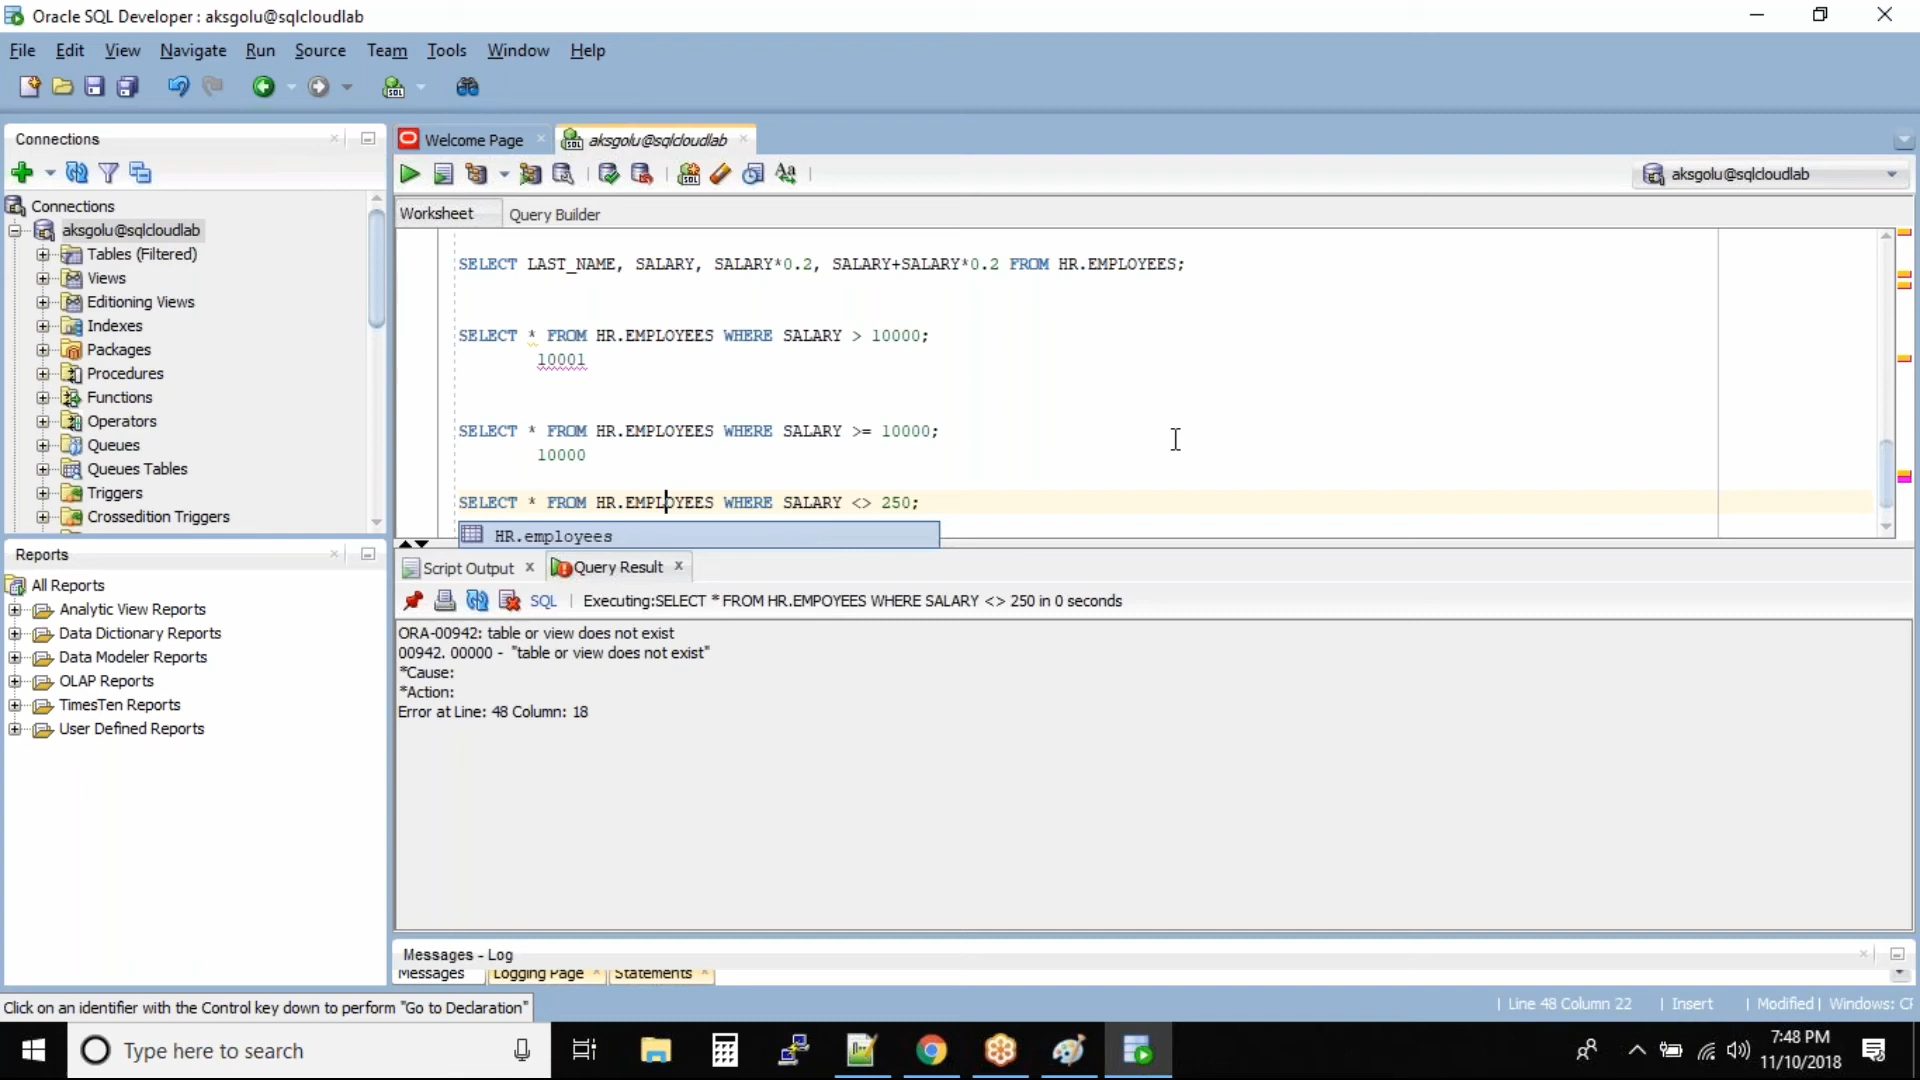 Oracle SQL Developer : aksgolu@sqlcloudlab
File Edit View Navigate Run Source Team Tools Window Help
Connections
Connections
aksgolu@sqlcloudlab
Tables (Filtered)
Views
Editioning Views
Indexes
Packages
Procedures
Functions
Operators
Queues
Queues Tables
Triggers
Crossedition Triggers
Reports
All Reports
Analytic View Reports
Data Dictionary Reports
Data Modeler Reports
OLAP Reports
TimesTen Reports
User Defined Reports
Welcome Page
aksgolu@sqlcloudlab
aksgolu@sqlcloudlab
Worksheet Query Builder
SELECT LAST_NAME, SALARY, SALARY*0.2, SALARY+SALARY*0.2 FROM HR.EMPLOYEES;
SELECT * FROM HR.EMPLOYEES WHERE SALARY > 10000;
10001
SELECT * FROM HR.EMPLOYEES WHERE SALARY >= 10000;
10000
SELECT * FROM HR.EMPLOYEES WHERE SALARY <> 250;
HR.employees
Script Output x Query Result x
SQL | Executing:SELECT * FROM HR.EMPOYEES WHERE SALARY <> 250 in 0 seconds
ORA-00942: table or view does not exist
00942. 00000 - "table or view does not exist"
*Cause:
*Action:
Error at Line: 48 Column: 18
Messages - Log
Messages Logging Page Statements
Click on an identifier with the Control key down to perform "Go to Declaration"
| Line 48 Column 22 | Insert | Modified | Windows: CF
Type here to search
7:48 PM
11/10/2018